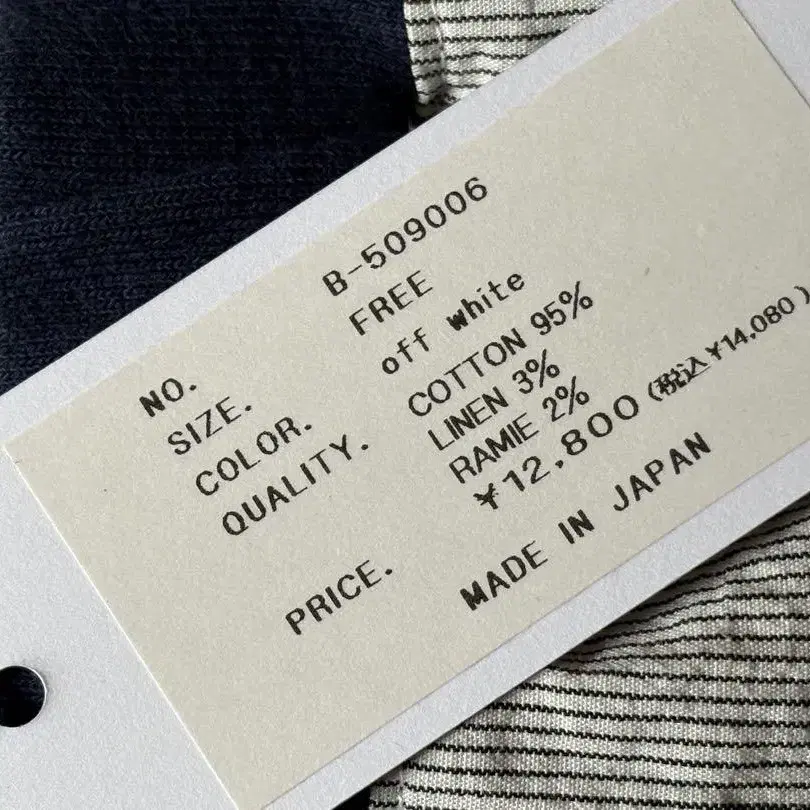 NO. B-509006
SIZE. FREE
COLOR. off white
QUALITY. COTTON 95%
LINEN 3%
RAMIE 2%
PRICE. ¥12,800(税込¥14,080)
MADE IN JAPAN